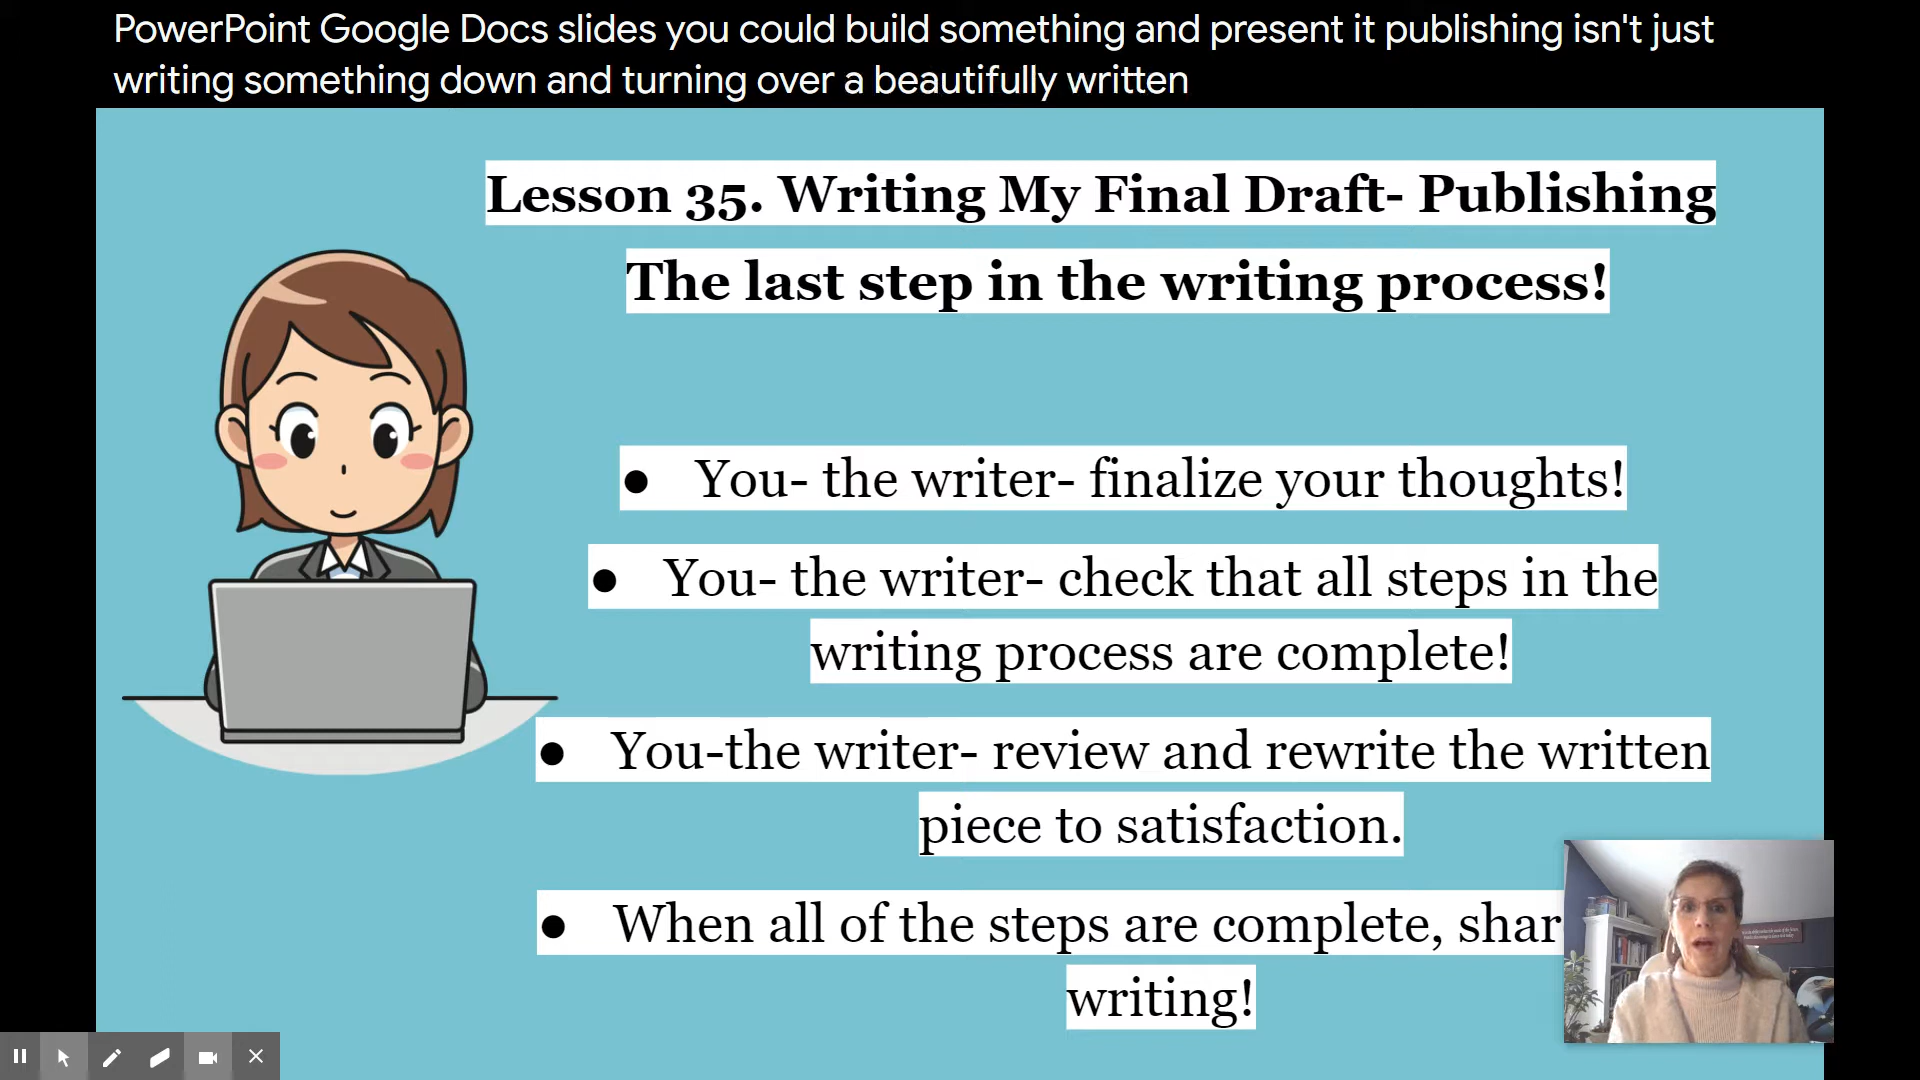 PowerPoint Google Docs slides you could build something and present it publishing isn't just
writing something down and turning over a beautifully written
Lesson 35. Writing My Final Draft- Publishing
The last step in the writing process!
● You- the writer- finalize your thoughts!
● You- the writer- check that all steps in the
writing process are complete!
● You-the writer- review and rewrite the written
piece to satisfaction.
● When all of the steps are complete, shar
writing!